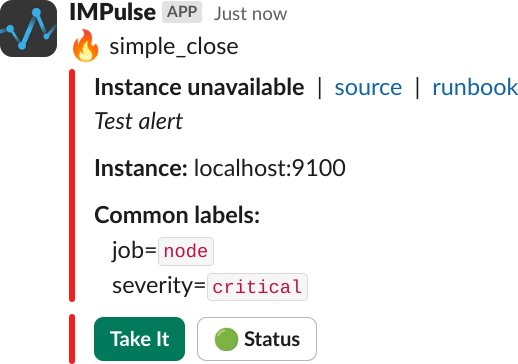 IMPulse APP Just now
🔥 simple_close
Instance unavailable | source | runbook
Test alert
Instance: localhost:9100
Common labels:
job=node
severity=critical
Take It 🟢 Status